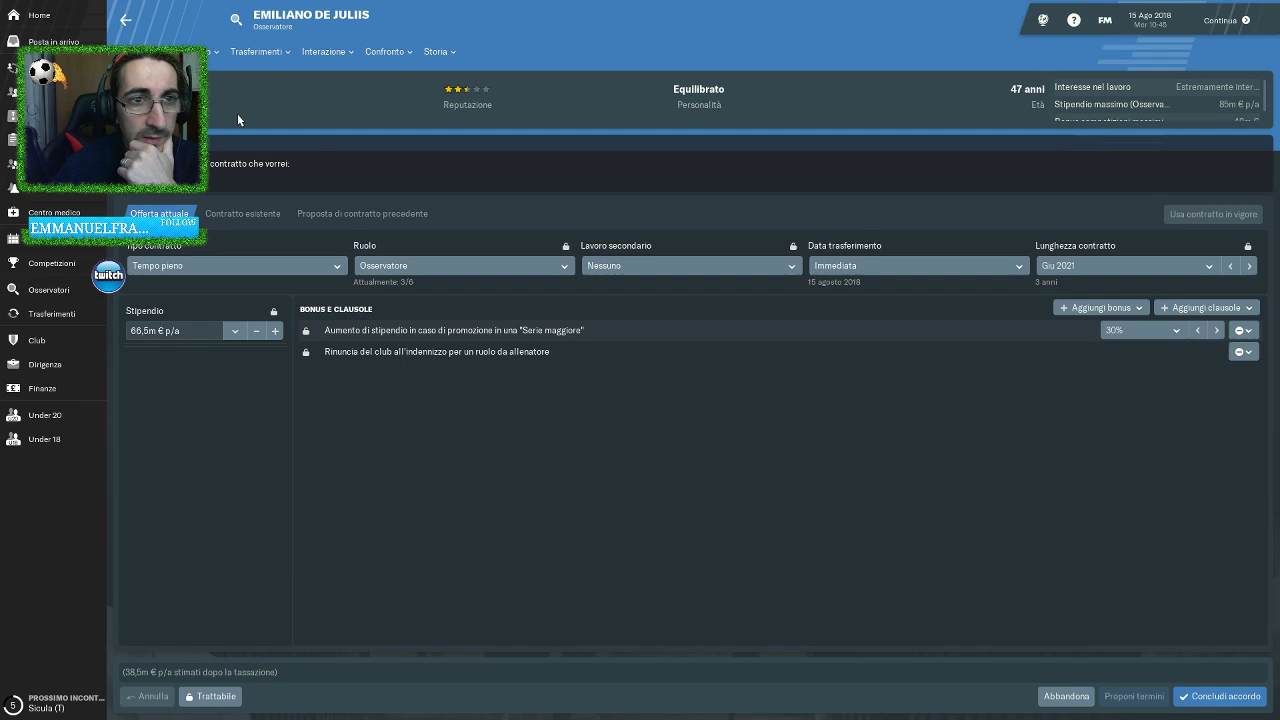 Home
EMILIANO DE JULIIS
Osservatore
FM
15 Ago 2018
Mer 10:45
Continua
Posta in arrivo
Trasferimenti
Interazione
Confronto
Storia
Reputazione
Equilibrato
Personalità
47 anni
Età
Interesse nel lavoro
Estremamente inter...
Stipendio massimo (Osserva...
85m € p/a
contratto che vorrei:
Centro medico
Offerta attuale
Contratto esistente
Proposta di contratto precedente
Usa contratto in vigore
FOLLOW
EMMANUELFRA...
Tipo contratto
Ruolo
Lavoro secondario
Data trasferimento
Lunghezza contratto
Competizioni
Tempo pieno
Osservatore
Nessuno
Immediata
Giu 2021
twitch
Attualmente: 3/6
15 agosto 2018
3 anni
Osservatori
Trasferimenti
Stipendio
BONUS E CLAUSOLE
Aggiungi bonus
Aggiungi clausole
66,5m € p/a
Aumento di stipendio in caso di promozione in una "Serie maggiore"
30%
Club
Rinuncia del club all'indennizzo per un ruolo da allenatore
Dirigenza
Finanze
Under 20
Under 18
(38,5m € p/a stimati dopo la tassazione)
Annulla
Trattabile
Abbandona
Proponi termini
Concludi accordo
5
PROSSIMO INCONT...
Sicula (T)